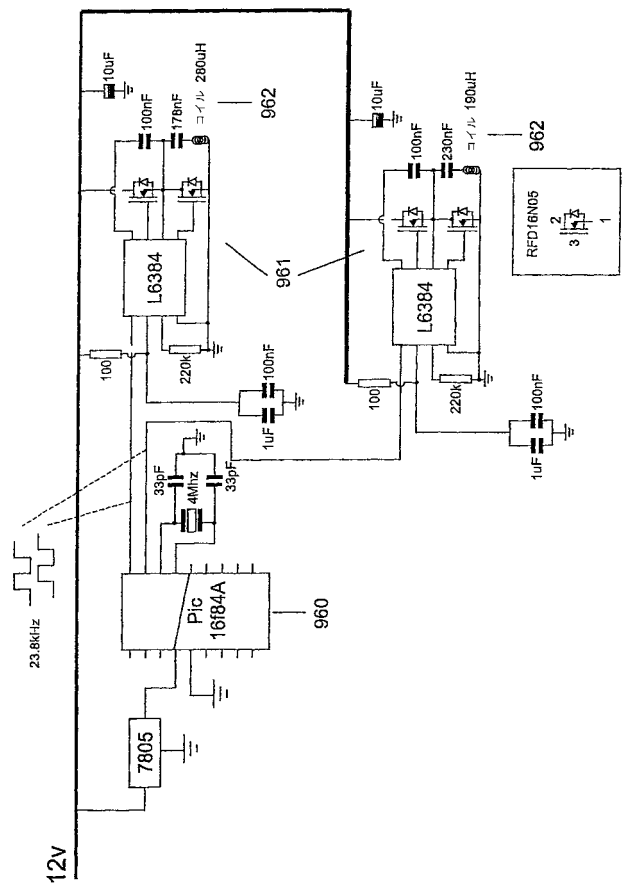 12v
7805
23.8kHz
Pic
16f84A
960
33pF
4Mhz
33pF
100
L6384
220k
1uF
100nF
10uF
100nF
178nF
コイル 280uH
962
961
100
L6384
220k
1uF
100nF
10uF
100nF
230nF
コイル 190uH
962
RFD16N05
2
3
1